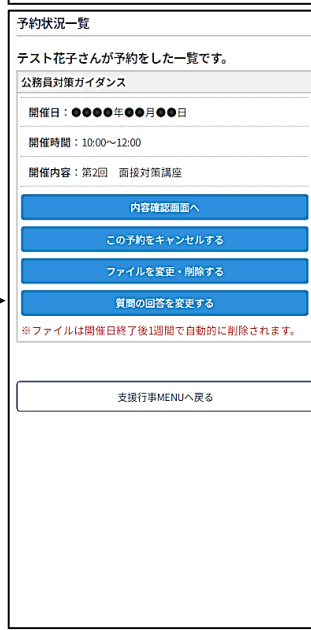 予約状況一覧
テスト花子さんが予約をした一覧です。
公務員対策ガイダンス
開催日：●●●●年●●月●●日
開催時間：10:00～12:00
開催内容：第2回　面接対策講座
内容確認画面へ
この予約をキャンセルする
ファイルを変更・削除する
質問の回答を変更する
※ファイルは開催日終了後1週間で自動的に削除されます。
支援行事MENUへ戻る